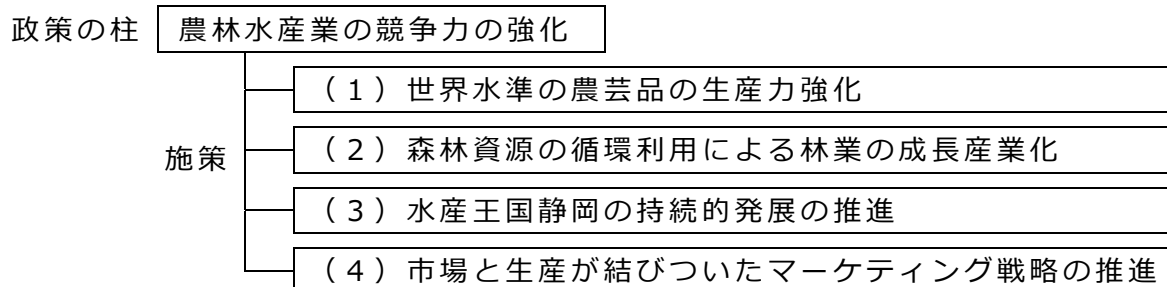 政策の柱 農林水産業の競争力の強化
（1）世界水準の農芸品の生産力強化
施策
（2）森林資源の循環利用による林業の成長産業化
（3）水産王国静岡の持続的発展の推進
（4）市場と生産が結びついたマーケティング戦略の推進